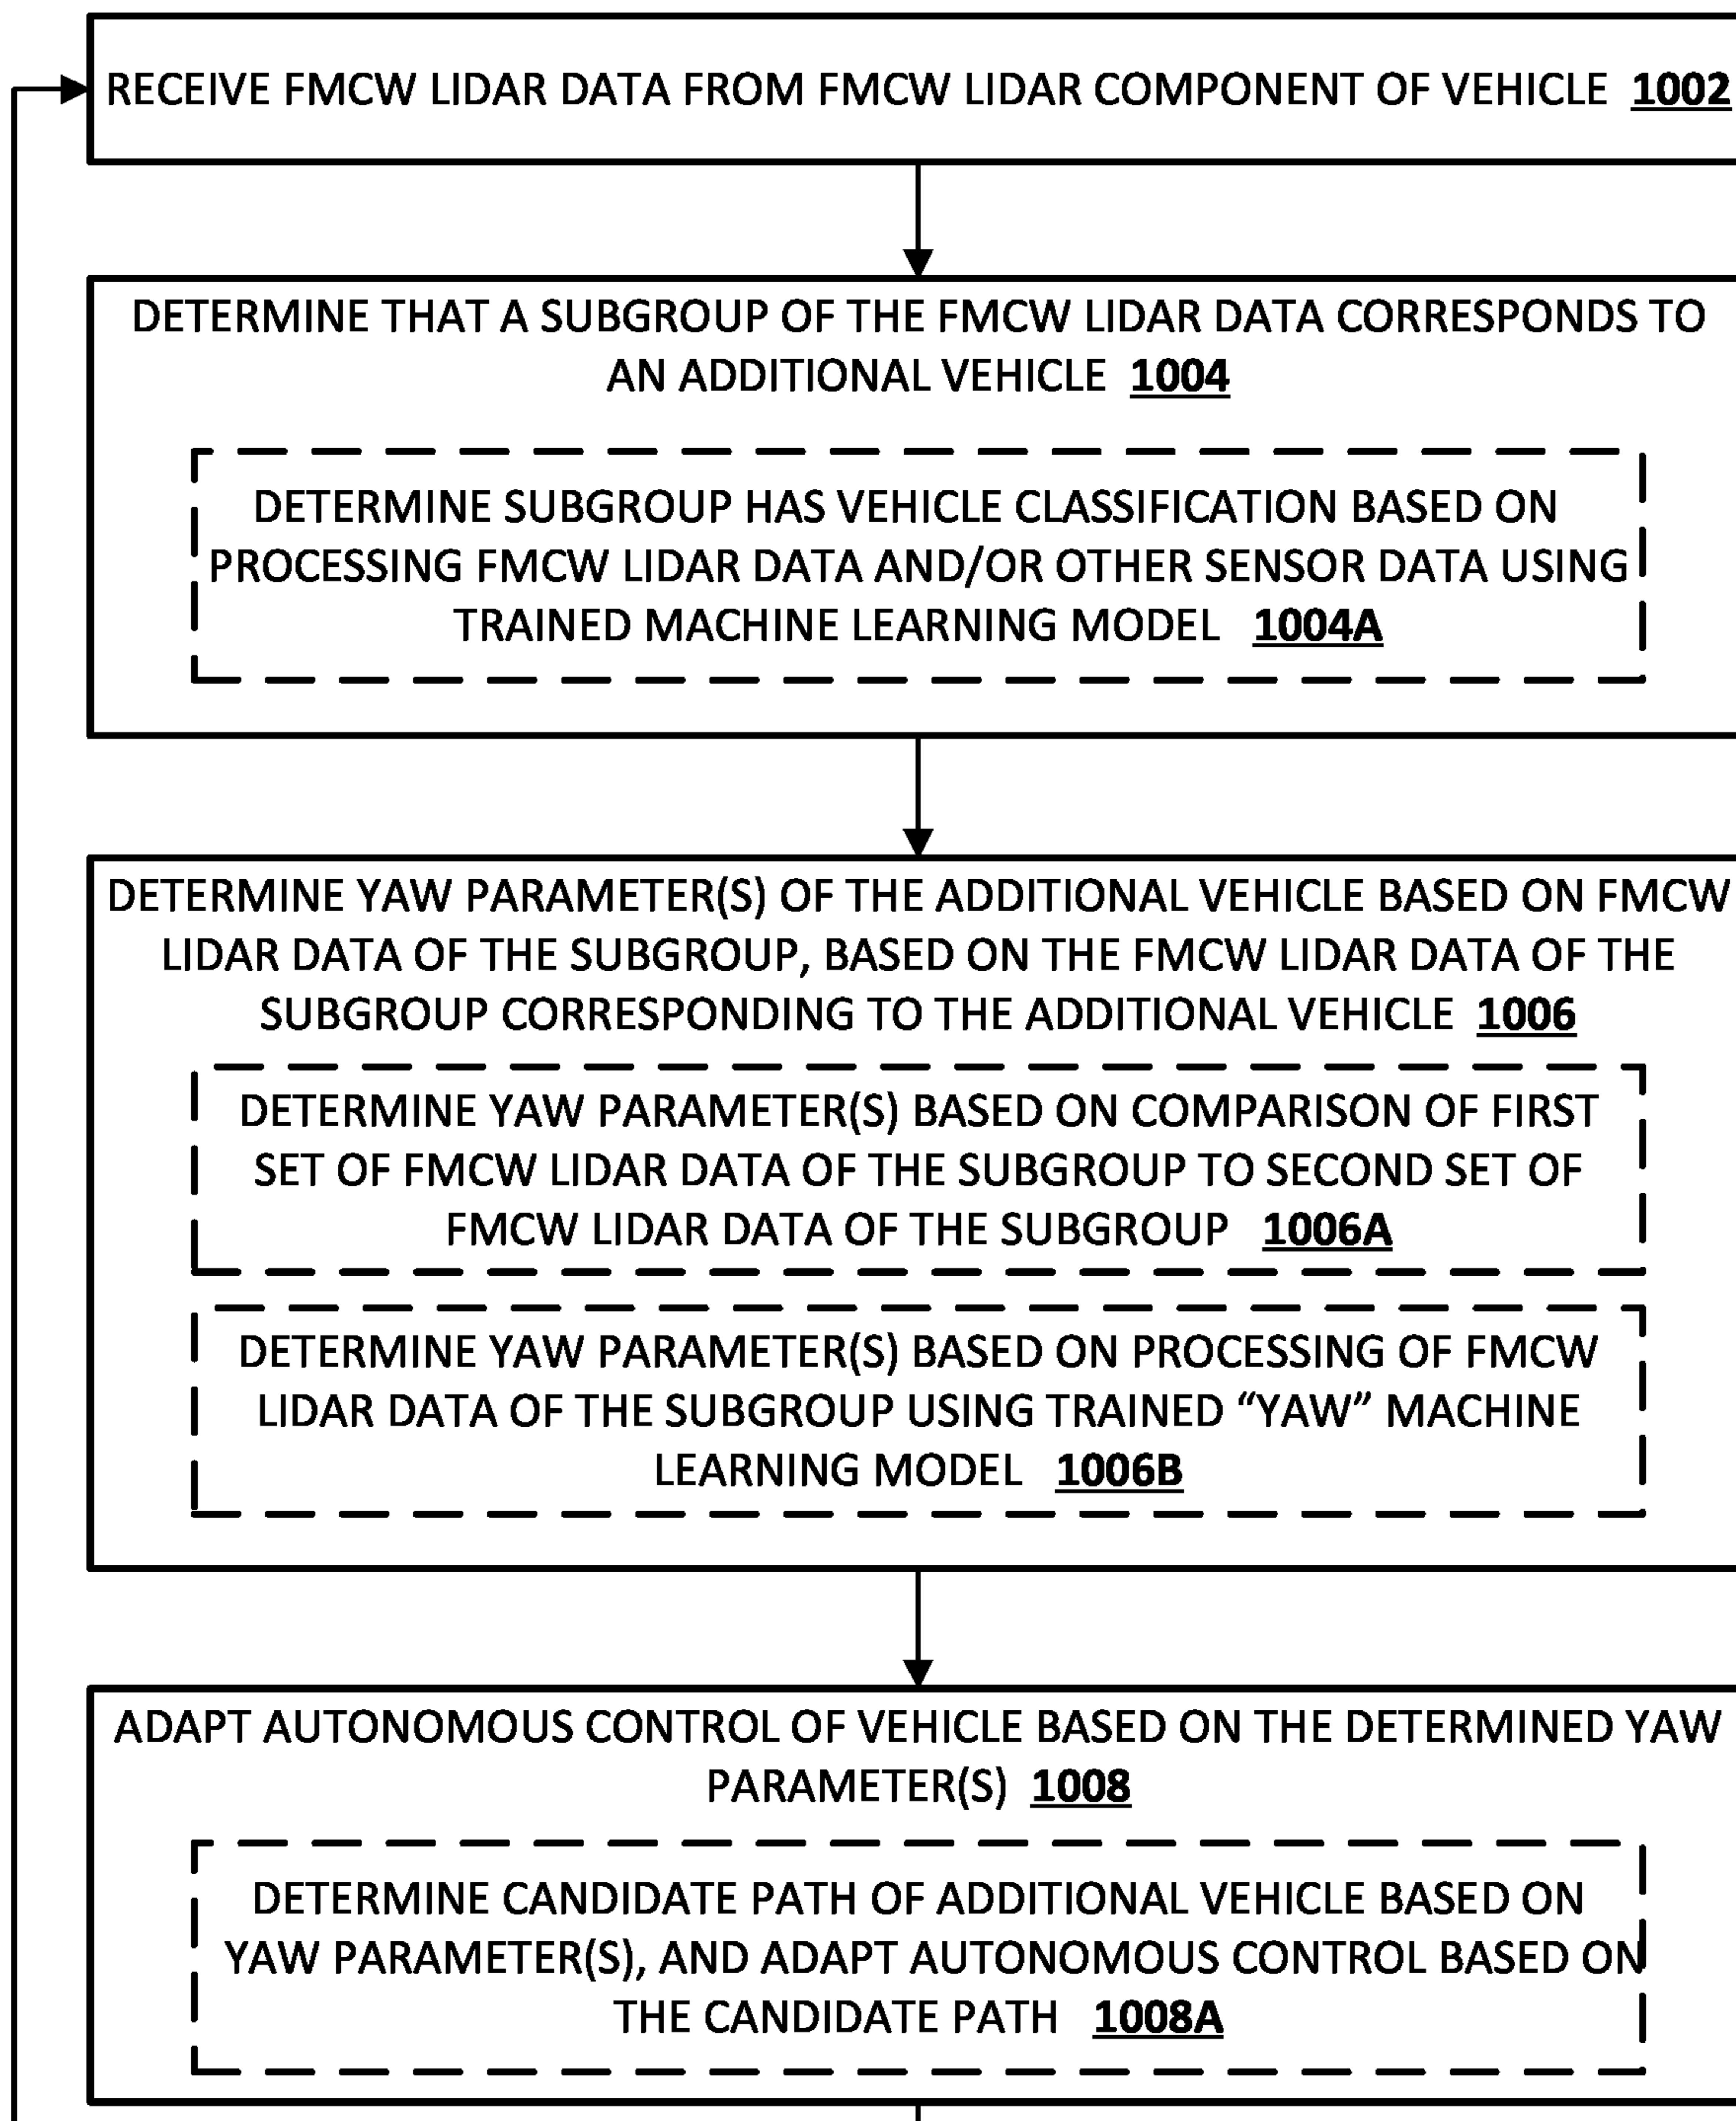 RECEIVE FMCW LIDAR DATA FROM FMCW LIDAR COMPONENT OF VEHICLE 1002
DETERMINE THAT A SUBGROUP OF THE FMCW LIDAR DATA CORRESPONDS TO
AN ADDITIONAL VEHICLE 1004
DETERMINE SUBGROUP HAS VEHICLE CLASSIFICATION BASED ON
PROCESSING FMCW LIDAR DATA AND/OR OTHER SENSOR DATA USING
TRAINED MACHINE LEARNING MODEL 1004A
DETERMINE YAW PARAMETER(S) OF THE ADDITIONAL VEHICLE BASED ON FMCW
LIDAR DATA OF THE SUBGROUP, BASED ON THE FMCW LIDAR DATA OF THE
SUBGROUP CORRESPONDING TO THE ADDITIONAL VEHICLE 1006
DETERMINE YAW PARAMETER(S) BASED ON COMPARISON OF FIRST
SET OF FMCW LIDAR DATA OF THE SUBGROUP TO SECOND SET OF
FMCW LIDAR DATA OF THE SUBGROUP 1006A
DETERMINE YAW PARAMETER(S) BASED ON PROCESSING OF FMCW
LIDAR DATA OF THE SUBGROUP USING TRAINED “YAW” MACHINE
LEARNING MODEL 1006B
ADAPT AUTONOMOUS CONTROL OF VEHICLE BASED ON THE DETERMINED YAW
PARAMETER(S) 1008
DETERMINE CANDIDATE PATH OF ADDITIONAL VEHICLE BASED ON
YAW PARAMETER(S), AND ADAPT AUTONOMOUS CONTROL BASED ON
THE CANDIDATE PATH 1008A